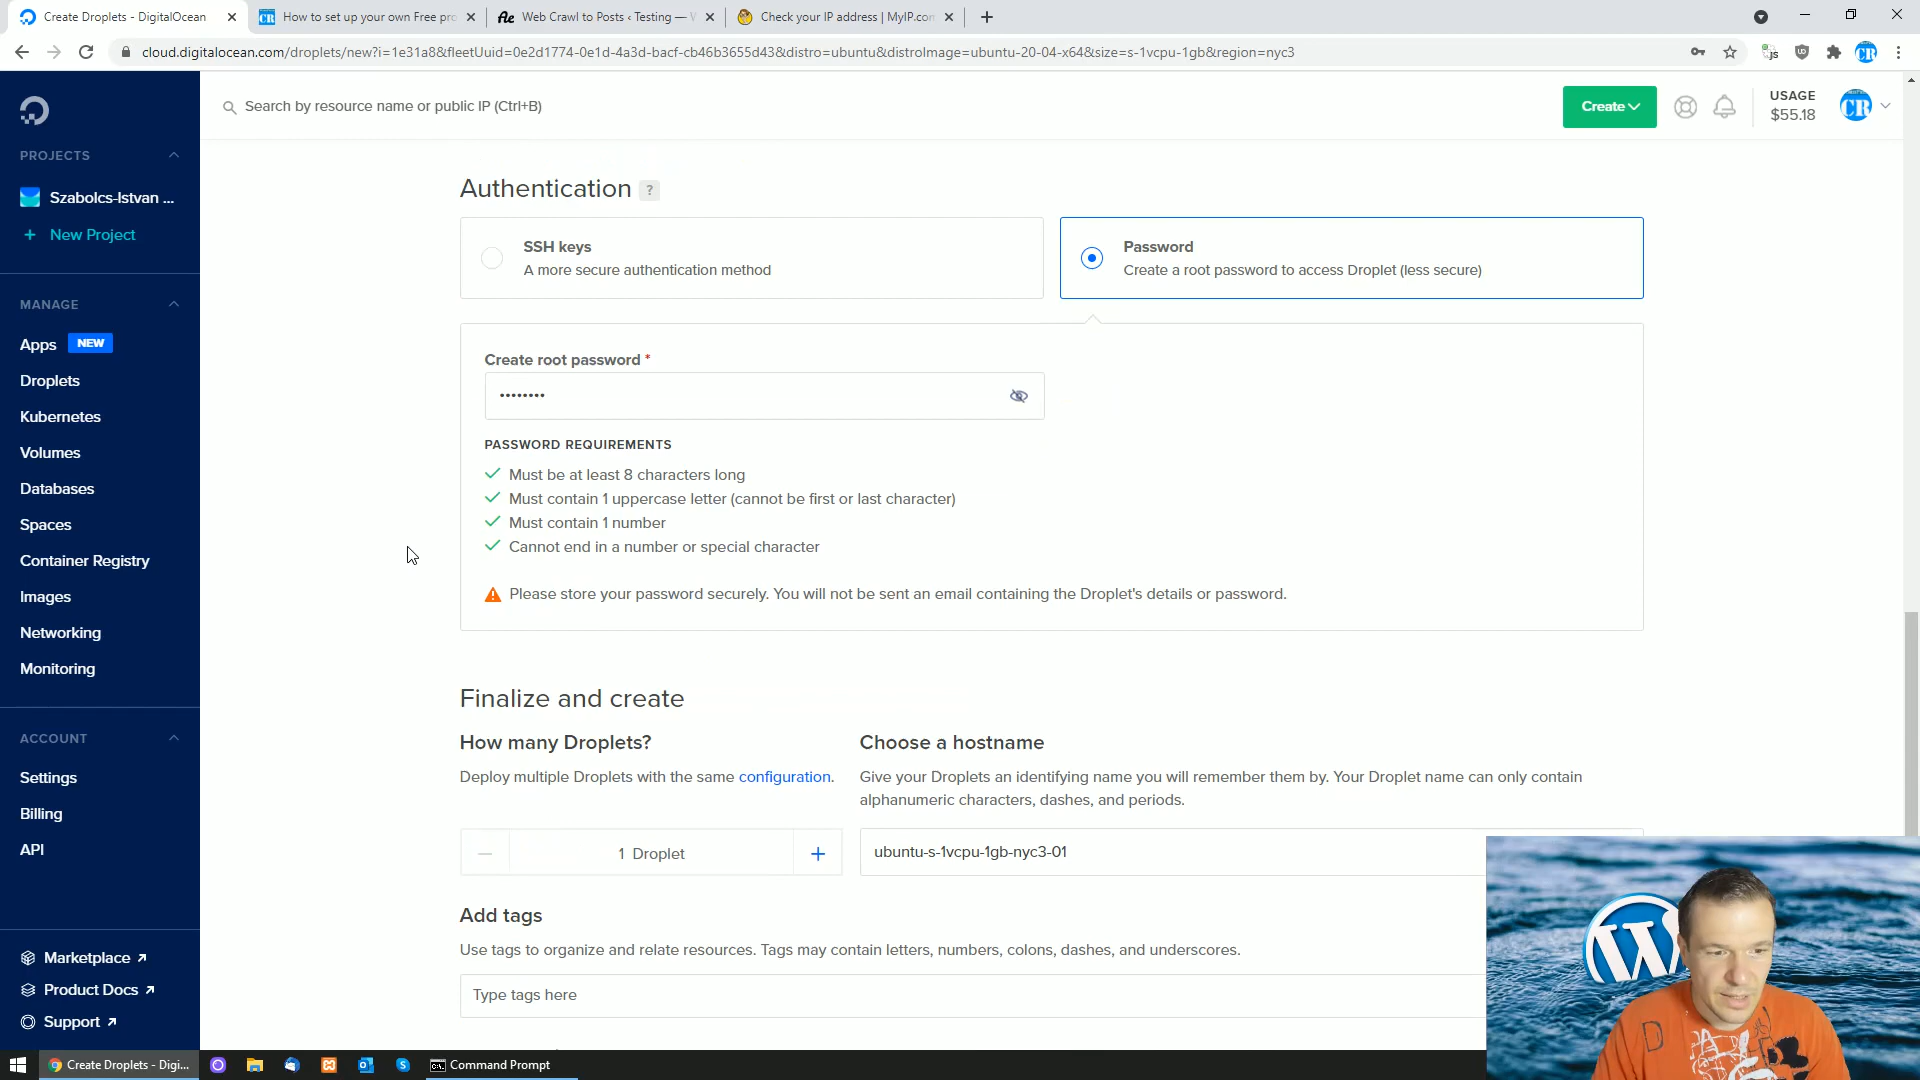 Create Droplets - DigitalOcean
How to set up your own Free pro
Web Crawl to Posts ‹ Testing —
Check your IP address | MyIP.com
cloud.digitalocean.com/droplets/new?i=1e31a8&fleetUuid=0e2d1774-0e1d-4a3d-bacf-cb46b3655d43&distro=ubuntu&distroImage=ubuntu-20-04-x64&size=s-1vcpu-1gb&region=nyc3
Search by resource name or public IP (Ctrl+B)
Create
USAGE
$55.18
CR
PROJECTS
Szabolcs-Istvan ...
+ New Project
MANAGE
Apps NEW
Droplets
Kubernetes
Volumes
Databases
Spaces
Container Registry
Images
Networking
Monitoring
ACCOUNT
Settings
Billing
API
Marketplace
Product Docs
Support
Authentication ?
SSH keys
A more secure authentication method
Password
Create a root password to access Droplet (less secure)
Create root password *
••••••••
PASSWORD REQUIREMENTS
Must be at least 8 characters long
Must contain 1 uppercase letter (cannot be first or last character)
Must contain 1 number
Cannot end in a number or special character
Please store your password securely. You will not be sent an email containing the Droplet's details or password.
Finalize and create
How many Droplets?
Deploy multiple Droplets with the same configuration.
1 Droplet
Choose a hostname
Give your Droplets an identifying name you will remember them by. Your Droplet name can only contain
alphanumeric characters, dashes, and periods.
ubuntu-s-1vcpu-1gb-nyc3-01
Add tags
Use tags to organize and relate resources. Tags may contain letters, numbers, colons, dashes, and underscores.
Type tags here
Create Droplets - Digi...
Command Prompt